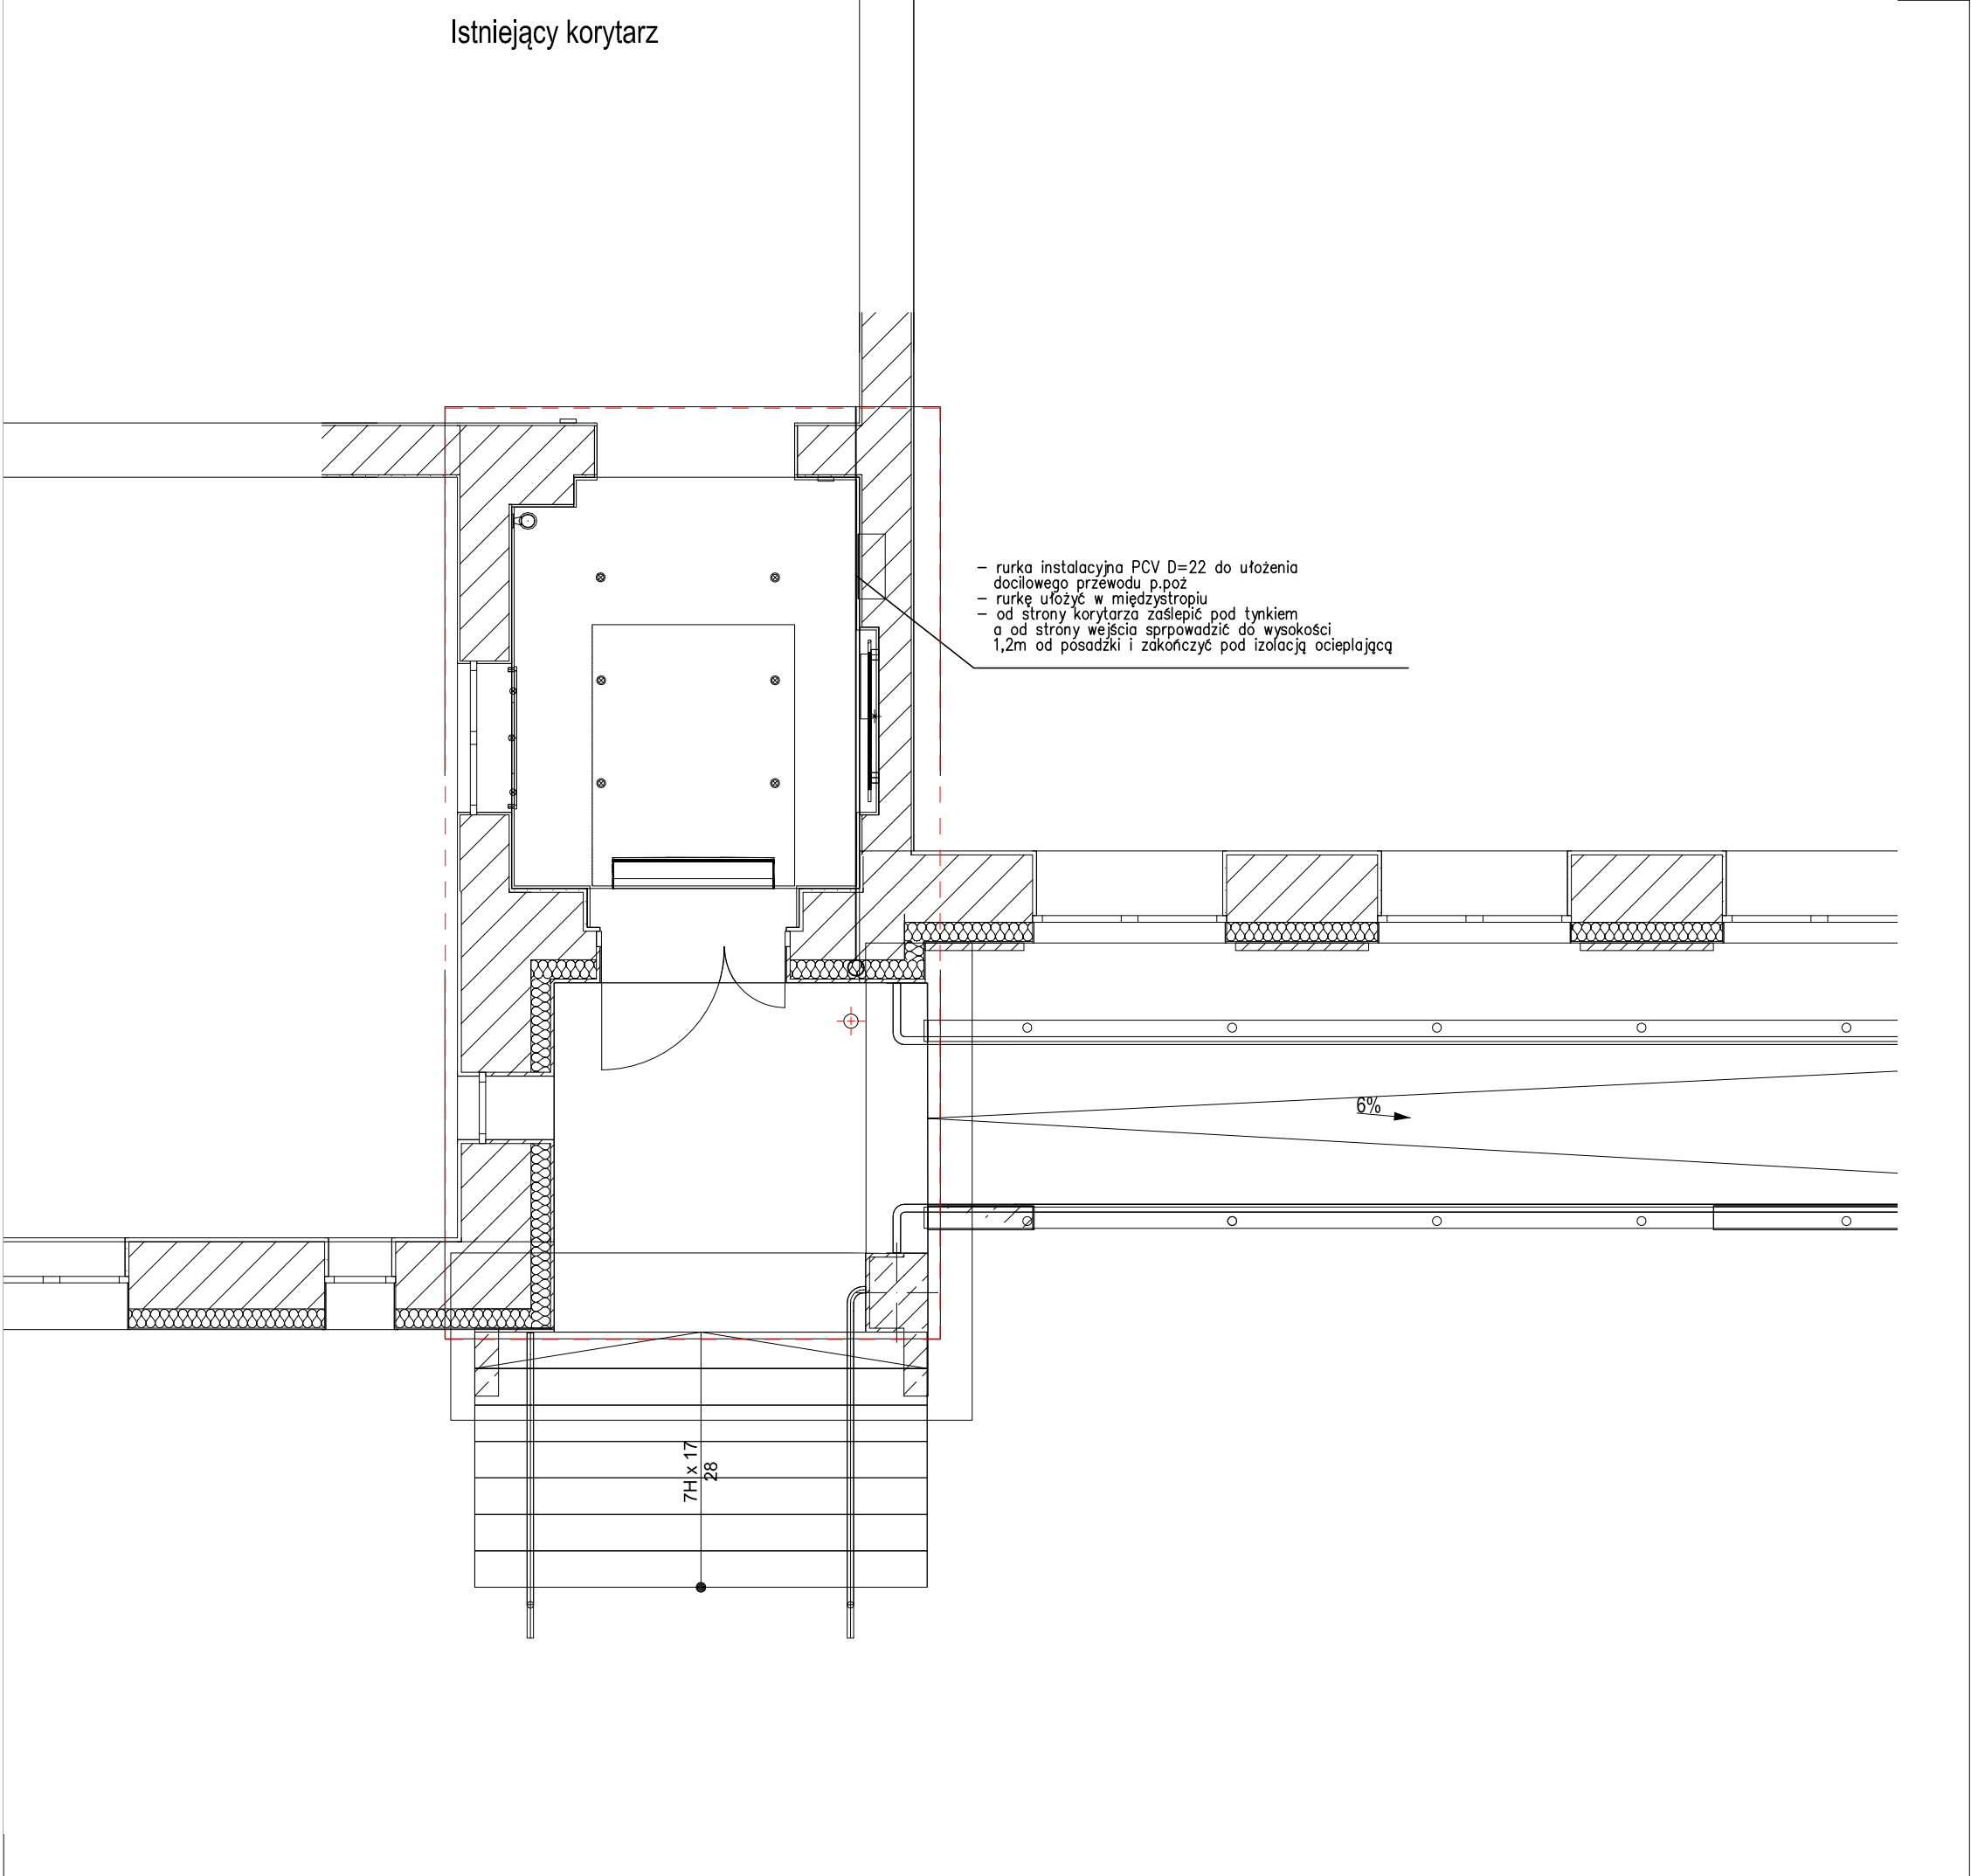 Istniejący korytarz
– rurka instalacyjna PCV D=22 do ułożenia
docilowego przewodu p.poż
– rurkę ułożyć w międzystropiu
– od strony korytarza zaślepić pod tynkiem
a od strony wejścia sprpowadzić do wysokości
1,2m od posadzki i zakończyć pod izolacją ocieplającą
6%
7H x 17
28